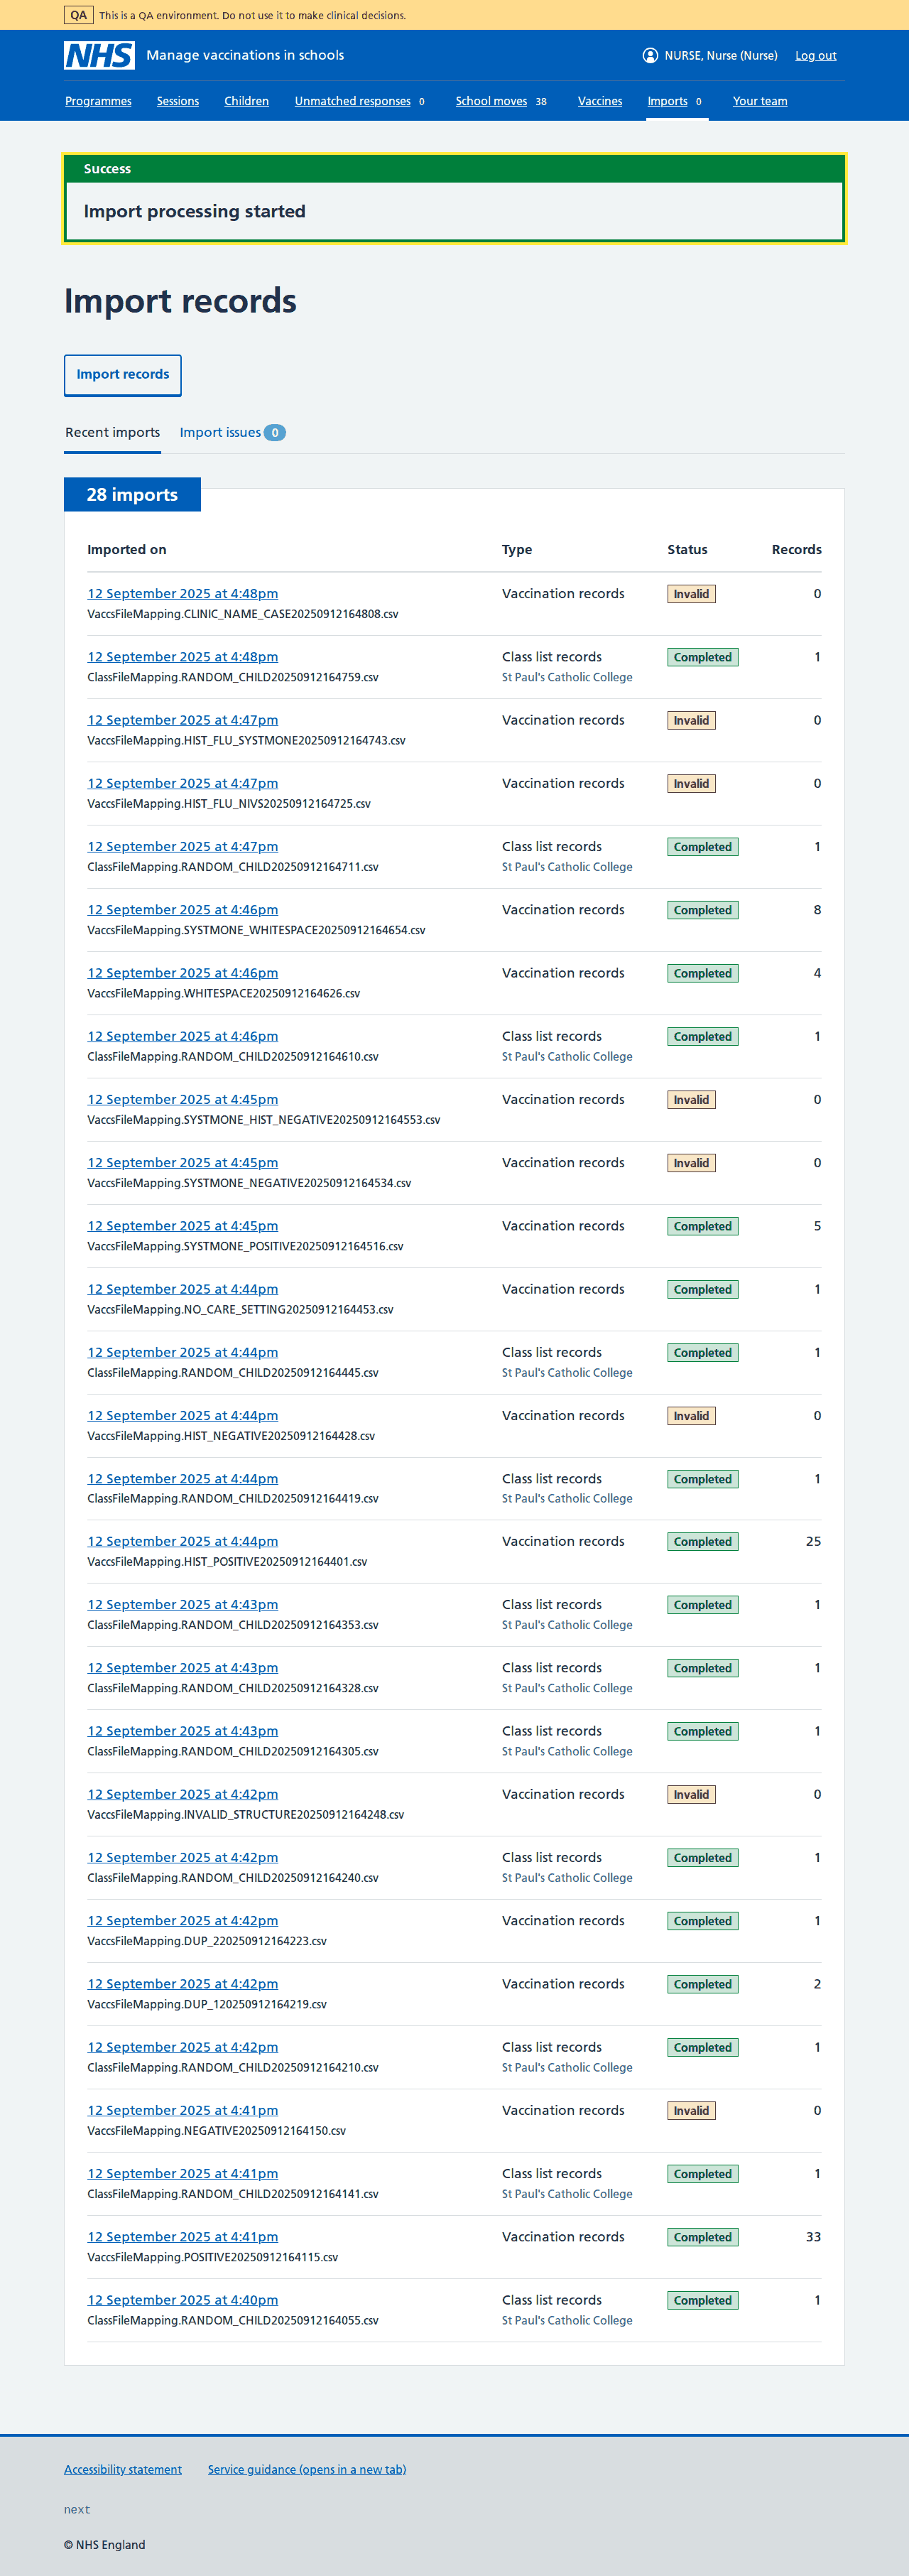 QA This is a QA environment. Do not use it to make clinical decisions.
NHS Manage vaccinations in schools NURSE, Nurse (Nurse) Log out
Programmes Sessions Children Unmatched responses 0 School moves 38 Vaccines Imports 0 Your team
Success
Import processing started
Import records
Import records
Recent imports Import issues 0
28 imports
Imported on Type Status Records
12 September 2025 at 4:48pm Vaccination records Invalid 0
VaccsFileMapping.CLINIC_NAME_CASE20250912164808.csv
12 September 2025 at 4:48pm Class list records Completed 1
ClassFileMapping.RANDOM_CHILD20250912164759.csv St Paul's Catholic College
12 September 2025 at 4:47pm Vaccination records Invalid 0
VaccsFileMapping.HIST_FLU_SYSTMONE20250912164743.csv
12 September 2025 at 4:47pm Vaccination records Invalid 0
VaccsFileMapping.HIST_FLU_NIVS20250912164725.csv
12 September 2025 at 4:47pm Class list records Completed 1
ClassFileMapping.RANDOM_CHILD20250912164711.csv St Paul's Catholic College
12 September 2025 at 4:46pm Vaccination records Completed 8
VaccsFileMapping.SYSTMONE_WHITESPACE20250912164654.csv
12 September 2025 at 4:46pm Vaccination records Completed 4
VaccsFileMapping.WHITESPACE20250912164626.csv
12 September 2025 at 4:46pm Class list records Completed 1
ClassFileMapping.RANDOM_CHILD20250912164610.csv St Paul's Catholic College
12 September 2025 at 4:45pm Vaccination records Invalid 0
VaccsFileMapping.SYSTMONE_HIST_NEGATIVE20250912164553.csv
12 September 2025 at 4:45pm Vaccination records Invalid 0
VaccsFileMapping.SYSTMONE_NEGATIVE20250912164534.csv
12 September 2025 at 4:45pm Vaccination records Completed 5
VaccsFileMapping.SYSTMONE_POSITIVE20250912164516.csv
12 September 2025 at 4:44pm Vaccination records Completed 1
VaccsFileMapping.NO_CARE_SETTING20250912164453.csv
12 September 2025 at 4:44pm Class list records Completed 1
ClassFileMapping.RANDOM_CHILD20250912164445.csv St Paul's Catholic College
12 September 2025 at 4:44pm Vaccination records Invalid 0
VaccsFileMapping.HIST_NEGATIVE20250912164428.csv
12 September 2025 at 4:44pm Class list records Completed 1
ClassFileMapping.RANDOM_CHILD20250912164419.csv St Paul's Catholic College
12 September 2025 at 4:44pm Vaccination records Completed 25
VaccsFileMapping.HIST_POSITIVE20250912164401.csv
12 September 2025 at 4:43pm Class list records Completed 1
ClassFileMapping.RANDOM_CHILD20250912164353.csv St Paul's Catholic College
12 September 2025 at 4:43pm Class list records Completed 1
ClassFileMapping.RANDOM_CHILD20250912164328.csv St Paul's Catholic College
12 September 2025 at 4:43pm Class list records Completed 1
ClassFileMapping.RANDOM_CHILD20250912164305.csv St Paul's Catholic College
12 September 2025 at 4:42pm Vaccination records Invalid 0
VaccsFileMapping.INVALID_STRUCTURE20250912164248.csv
12 September 2025 at 4:42pm Class list records Completed 1
ClassFileMapping.RANDOM_CHILD20250912164240.csv St Paul's Catholic College
12 September 2025 at 4:42pm Vaccination records Completed 1
VaccsFileMapping.DUP_220250912164223.csv
12 September 2025 at 4:42pm Vaccination records Completed 2
VaccsFileMapping.DUP_120250912164219.csv
12 September 2025 at 4:42pm Class list records Completed 1
ClassFileMapping.RANDOM_CHILD20250912164210.csv St Paul's Catholic College
12 September 2025 at 4:41pm Vaccination records Invalid 0
VaccsFileMapping.NEGATIVE20250912164150.csv
12 September 2025 at 4:41pm Class list records Completed 1
ClassFileMapping.RANDOM_CHILD20250912164141.csv St Paul's Catholic College
12 September 2025 at 4:41pm Vaccination records Completed 33
VaccsFileMapping.POSITIVE20250912164115.csv
12 September 2025 at 4:40pm Class list records Completed 1
ClassFileMapping.RANDOM_CHILD20250912164055.csv St Paul's Catholic College
Accessibility statement Service guidance (opens in a new tab)
next
© NHS England